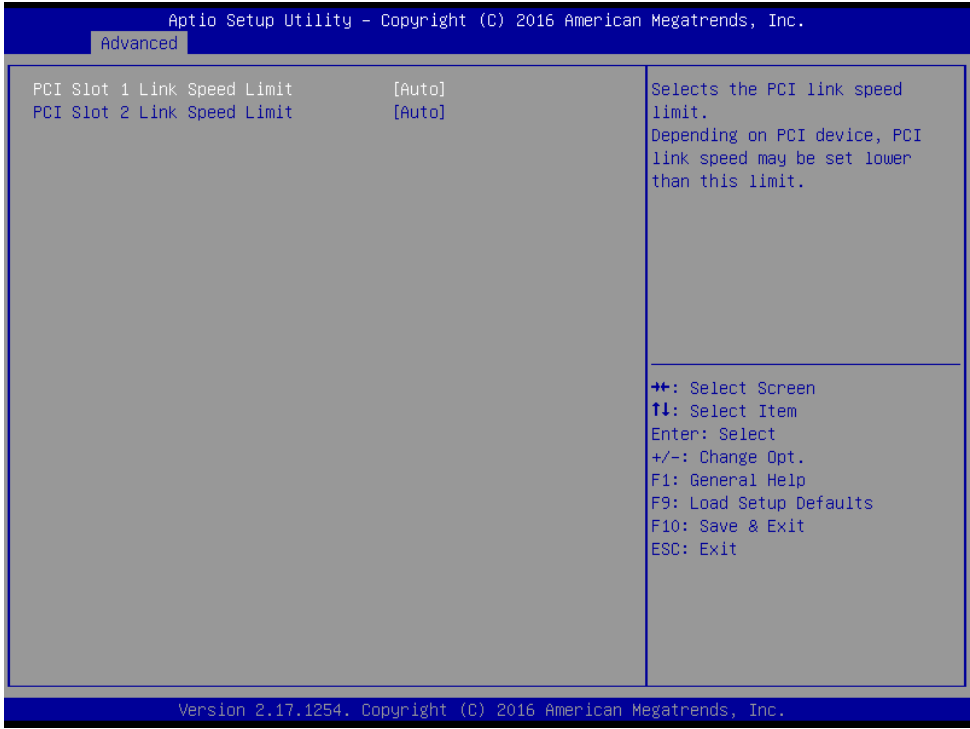 Aptio Setup Utility – Copyright (C) 2016 American Megatrends, Inc.
Advanced
PCI Slot 1 Link Speed Limit [Auto]
PCI Slot 2 Link Speed Limit [Auto]
Selects the PCI link speed
limit.
Depending on PCI device, PCI
link speed may be set lower
than this limit.
→←: Select Screen
↑↓: Select Item
Enter: Select
+/-: Change Opt.
F1: General Help
F9: Load Setup Defaults
F10: Save & Exit
ESC: Exit
Version 2.17.1254. Copyright (C) 2016 American Megatrends, Inc.